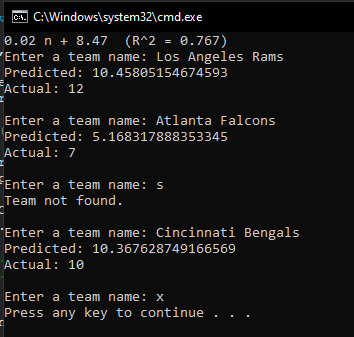 C:\Windows\system32\cmd.exe
0.02 n + 8.47  (R^2 = 0.767)
Enter a team name: Los Angeles Rams
Predicted: 10.45805154674593
Actual: 12
Enter a team name: Atlanta Falcons
Predicted: 5.168317888353345
Actual: 7
Enter a team name: s
Team not found.
Enter a team name: Cincinnati Bengals
Predicted: 10.367628749166569
Actual: 10
Enter a team name: x
Press any key to continue . . .